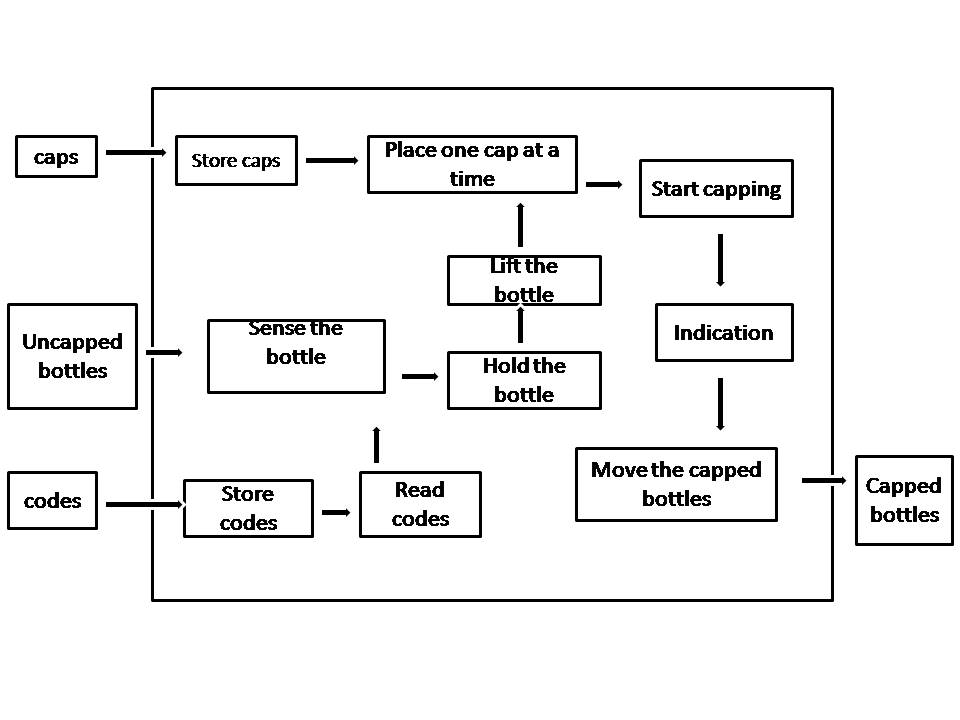 caps
Store caps
Place one cap at a
time
Start capping
Lift the
bottle
Uncapped
bottles
Sense the
bottle
Hold the
bottle
Indication
codes
Store
codes
Read
codes
Move the capped
bottles
Capped
bottles